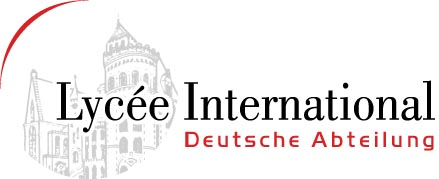 Lycée International
Deutsche Abteilung